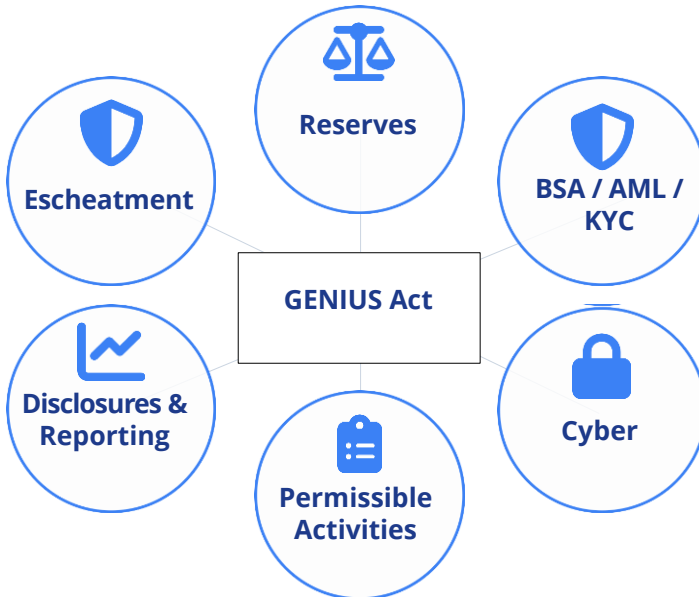 Reserves
Escheatment
BSA / AML /
KYC
GENIUS Act
Disclosures &
Reporting
Cyber
Permissible
Activities